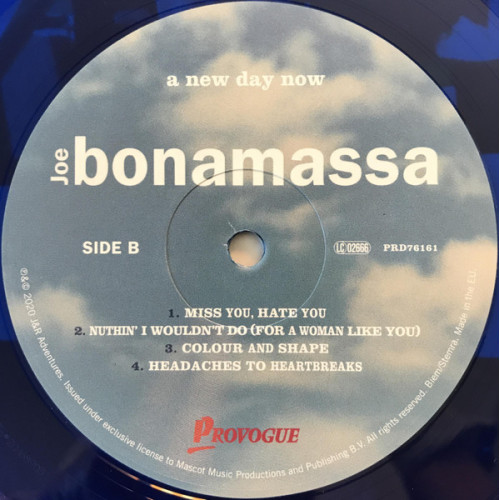 a new day now
Joe
bonamassa
SIDE B
LC 02666
PRD76161
1. MISS YOU, HATE YOU
2. NUTHIN' I WOULDN'T DO (FOR A WOMAN LIKE YOU)
3. COLOUR AND SHAPE
4. HEADACHES TO HEARTBREAKS
PROVOGUE
℗&© 2020 J&R Adventures. Issued under exclusive license to Mascot Music Productions and Publishing B.V. All rights reserved. Biem/Stemra. Made in the EU.